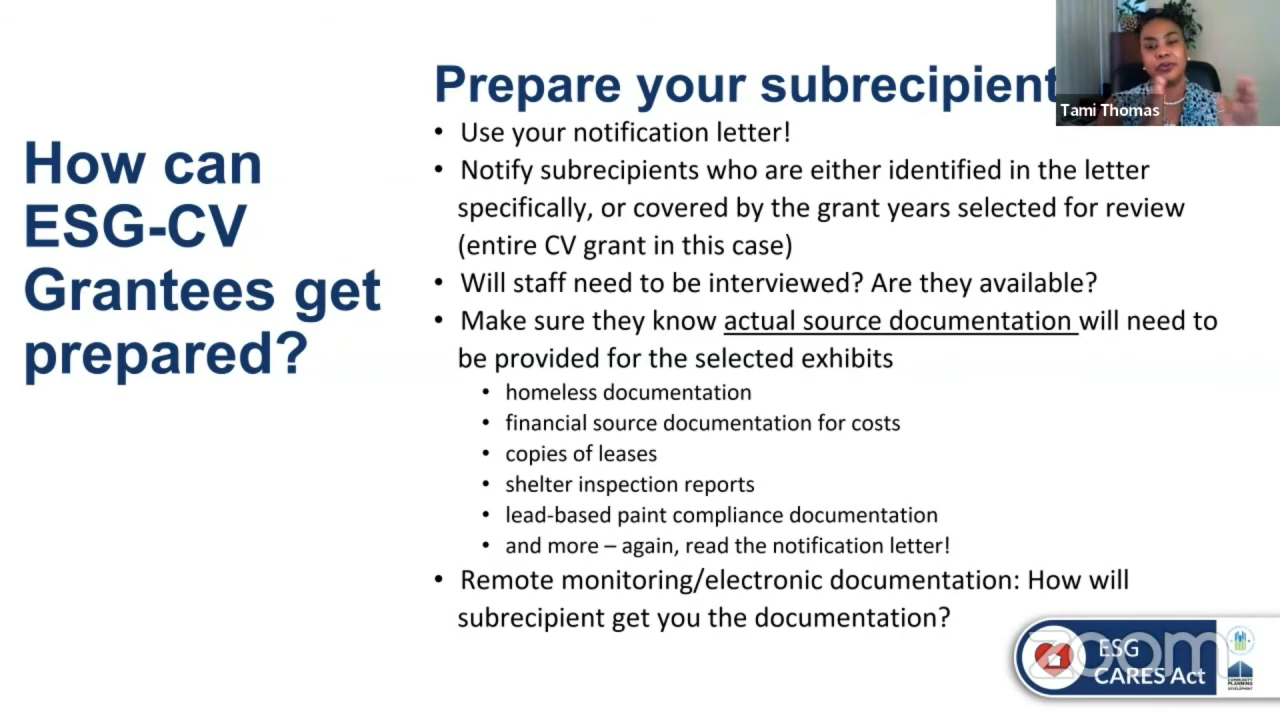 How can
ESG-CV
Grantees get
prepared?
Prepare your subrecipient
• Use your notification letter!
• Notify subrecipients who are either identified in the letter
specifically, or covered by the grant years selected for review
(entire CV grant in this case)
• Will staff need to be interviewed? Are they available?
• Make sure they know actual source documentation will need to
be provided for the selected exhibits
• homeless documentation
• financial source documentation for costs
• copies of leases
• shelter inspection reports
• lead-based paint compliance documentation
• and more – again, read the notification letter!
• Remote monitoring/electronic documentation: How will
subrecipient get you the documentation?
Tami Thomas
zoom
ESG
CARES Act
COMMUNITY
PLANNING
DEVELOPMENT